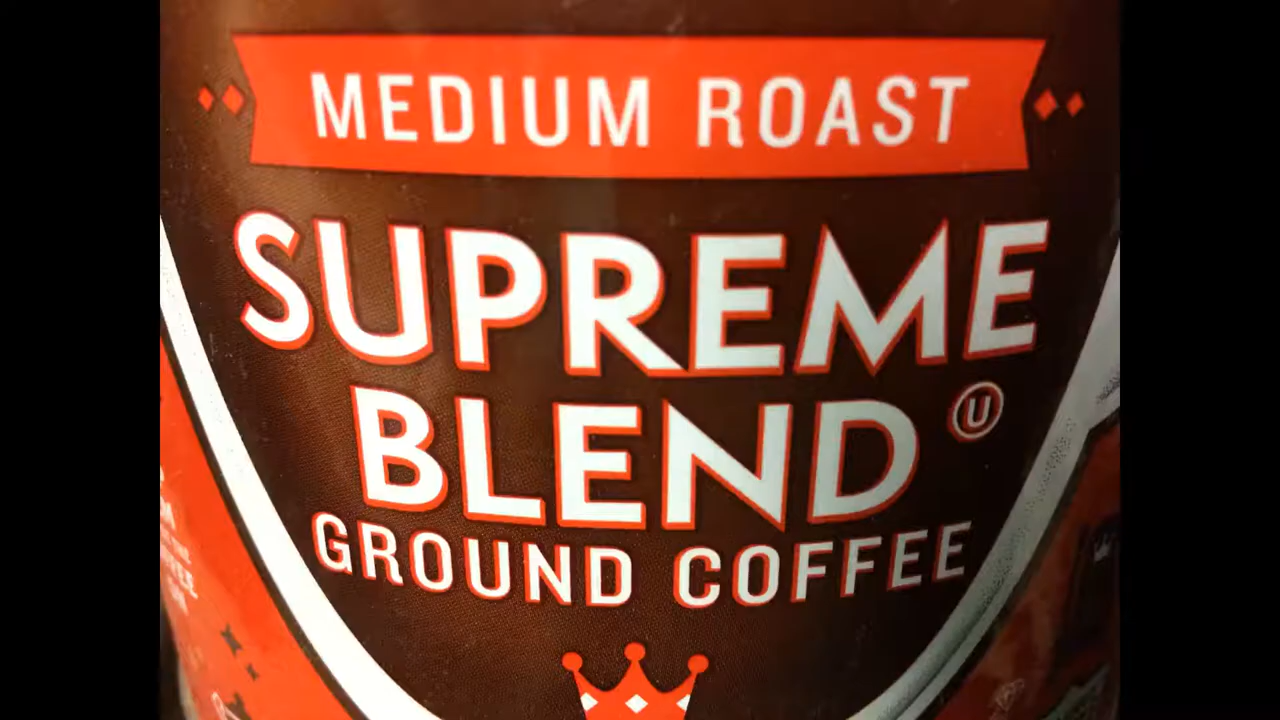 MEDIUM ROAST
SUPREME
BLEND
U
GROUND COFFEE